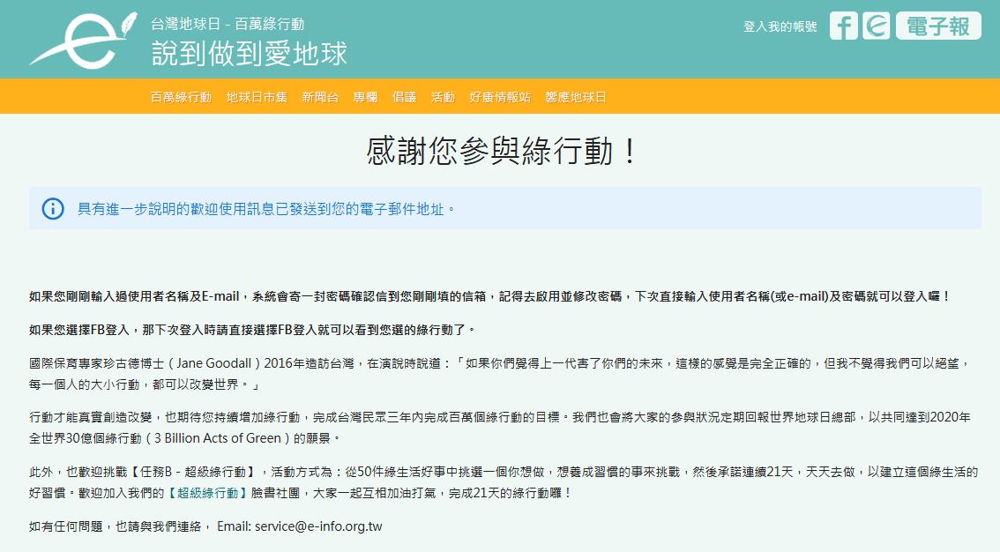 台灣地球日 - 百萬綠行動
說到做到愛地球
登入我的帳號
電子報
百萬綠行動 地球日市集 新聞台 專欄 倡議 活動 好康情報站 響應地球日
感謝您參與綠行動！
具有進一步說明的歡迎使用訊息已發送到您的電子郵件地址。
如果您剛剛輸入過使用者名稱及E-mail，系統會寄一封密碼確認信到您剛剛填的信箱，記得去啟用並修改密碼，下次直接輸入使用者名稱(或e-mail)及密碼就可以登入囉！
如果您選擇FB登入，那下次登入時請直接選擇FB登入就可以看到您選的綠行動了。
國際保育專家珍古德博士（Jane Goodall）2016年造訪台灣，在演說時說道：「如果你們覺得上一代害了你們的未來，這樣的感覺是完全正確的，但我不覺得我們可以絕望，
每一個人的大小行動，都可以改變世界。」
行動才能真實創造改變，也期待您持續增加綠行動，完成台灣民眾三年內完成百萬個綠行動的目標。我們也會將大家的參與狀況定期回報世界地球日總部，以共同達到2020年
全世界30億個綠行動（3 Billion Acts of Green）的願景。
此外，也歡迎挑戰【任務B - 超級綠行動】，活動方式為：從50件綠生活好事中挑選一個你想做，想養成習慣的事來挑戰，然後承諾連續21天，天天去做，以建立這個綠生活的
好習慣。歡迎加入我們的【超級綠行動】臉書社團，大家一起互相加油打氣，完成21天的綠行動囉！
如有任何問題，也請與我們連絡， Email: service@e-info.org.tw